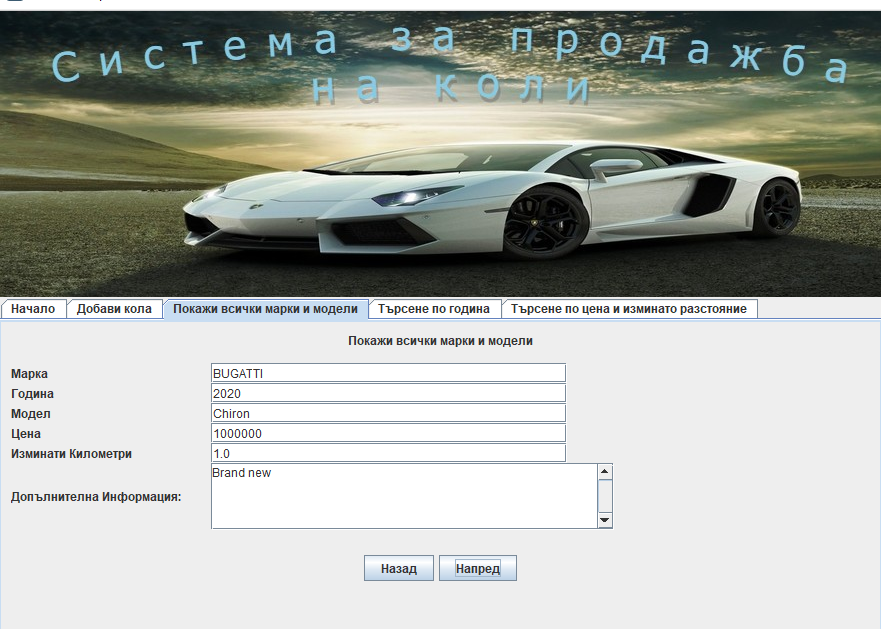 Система за продажба
на коли
Начало
Добави кола
Покажи всички марки и модели
Търсене по година
Търсене по цена и изминато разстояние
Покажи всички марки и модели
Марка
BUGATTI
Година
2020
Модел
Chiron
Цена
1000000
Изминати Километри
1.0
Допълнителна Информация:
Brand new
Назад
Напред